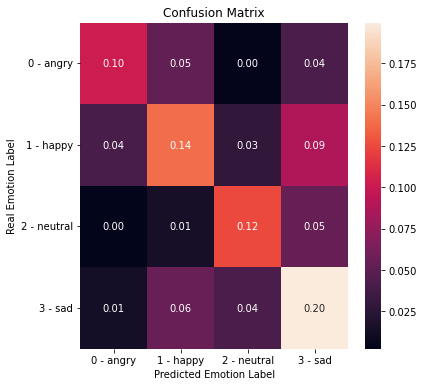 Confusion Matrix
Real Emotion Label
0 - angry 0.10 0.05 0.00 0.04
1 - happy 0.04 0.14 0.03 0.09
2 - neutral 0.00 0.01 0.12 0.05
3 - sad 0.01 0.06 0.04 0.20
0 - angry 1 - happy 2 - neutral 3 - sad
Predicted Emotion Label
0.175
0.150
0.125
0.100
0.075
0.050
0.025